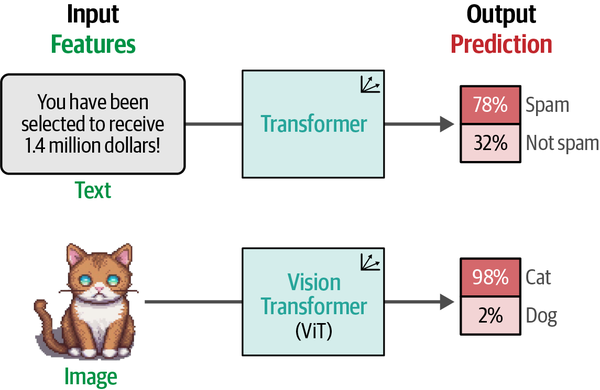 Input
Features
Output
Prediction
You have been
selected to receive
1.4 million dollars!
Text
Transformer
78% Spam
32% Not spam
Image
Vision
Transformer
(ViT)
98% Cat
2% Dog